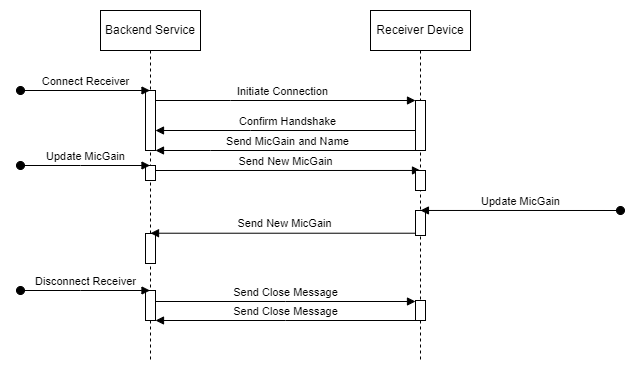 Backend Service
Receiver Device
Connect Receiver
Initiate Connection
Confirm Handshake
Send MicGain and Name
Update MicGain
Send New MicGain
Update MicGain
Send New MicGain
Disconnect Receiver
Send Close Message
Send Close Message